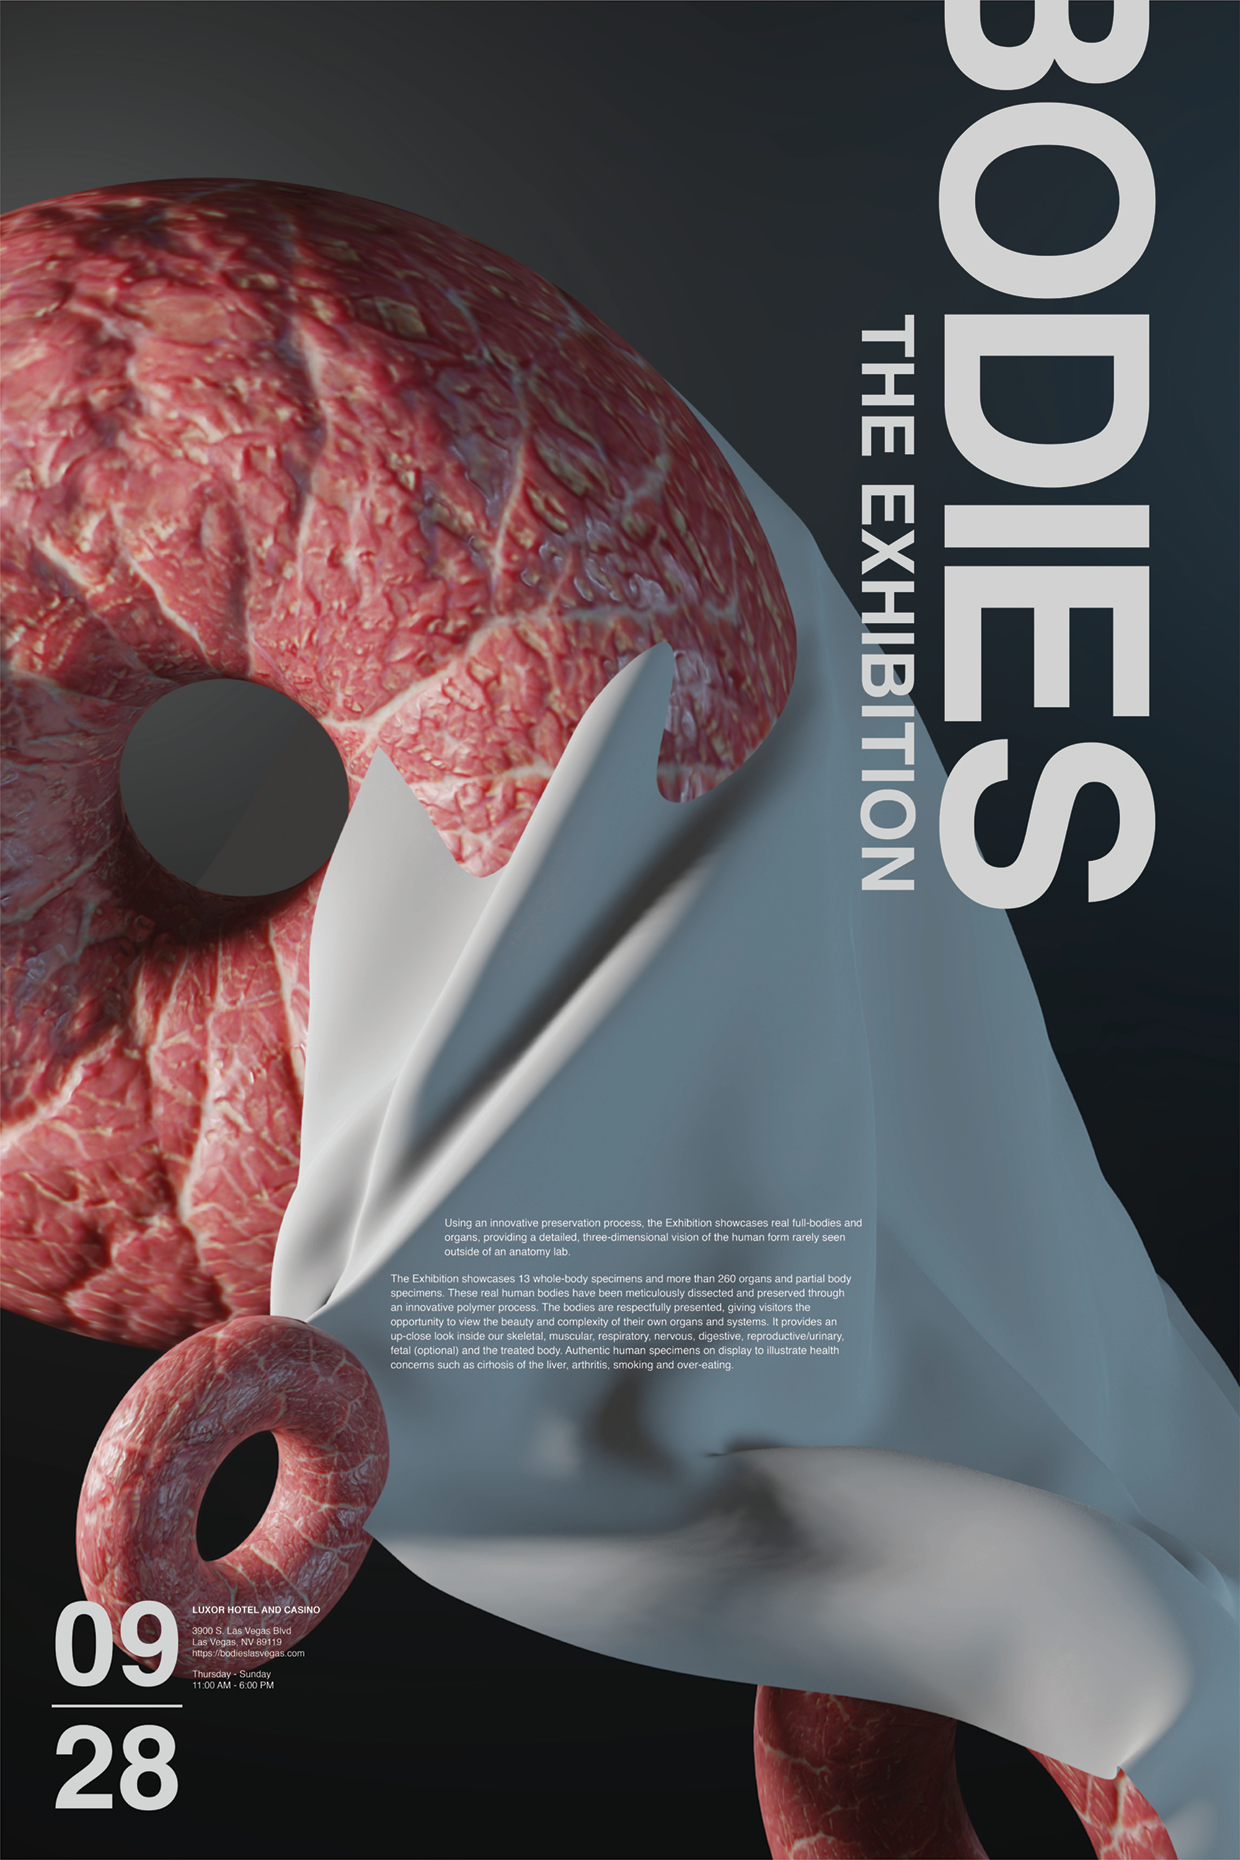 BODIES
THE EXHIBITION
Using an innovative preservation process, the Exhibition showcases real full-bodies and
organs, providing a detailed, three-dimensional vision of the human form rarely seen
outside of an anatomy lab.
The Exhibition showcases 13 whole-body specimens and more than 260 organs and partial body
specimens. These real human bodies have been meticulously dissected and preserved through
an innovative polymer process. The bodies are respectfully presented, giving visitors the
opportunity to view the beauty and complexity of their own organs and systems. It provides an
up-close look inside our skeletal, muscular, respiratory, nervous, digestive, reproductive/urinary,
fetal (optional) and the treated body. Authentic human specimens on display to illustrate health
concerns such as cirhosis of the liver, arthritis, smoking and over-eating.
09
28
LUXOR HOTEL AND CASINO
3900 S. Las Vegas Blvd
Las Vegas, NV 89119
https://bodieslasvegas.com
Thursday - Sunday
11:00 AM - 6:00 PM